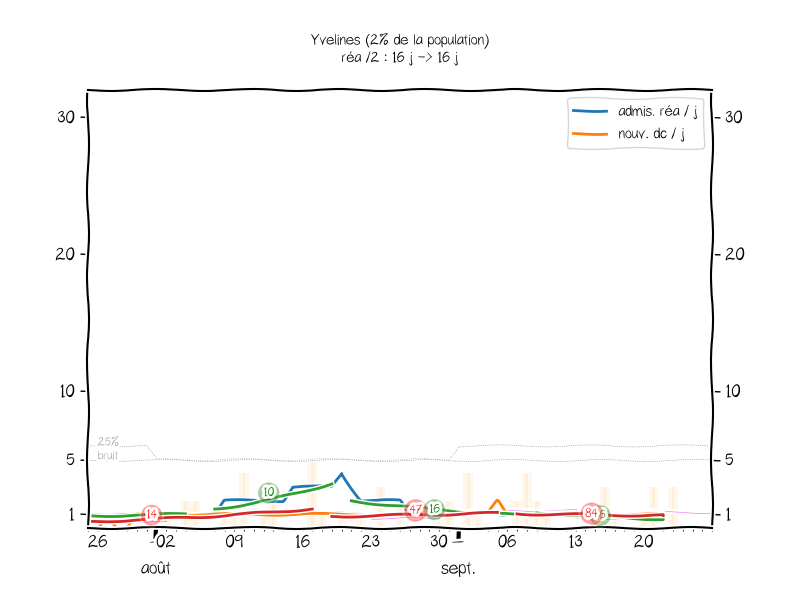 Yvelines (2% de la population)
réa /2 : 16 j -> 16 j
admis. réa / j
nouv. dc / j
30 30
20 20
10 10
25%
bruit
5 5
10
14 47 16 84
1 1
26 02 09 16 23 30 06 13 20
août sept.